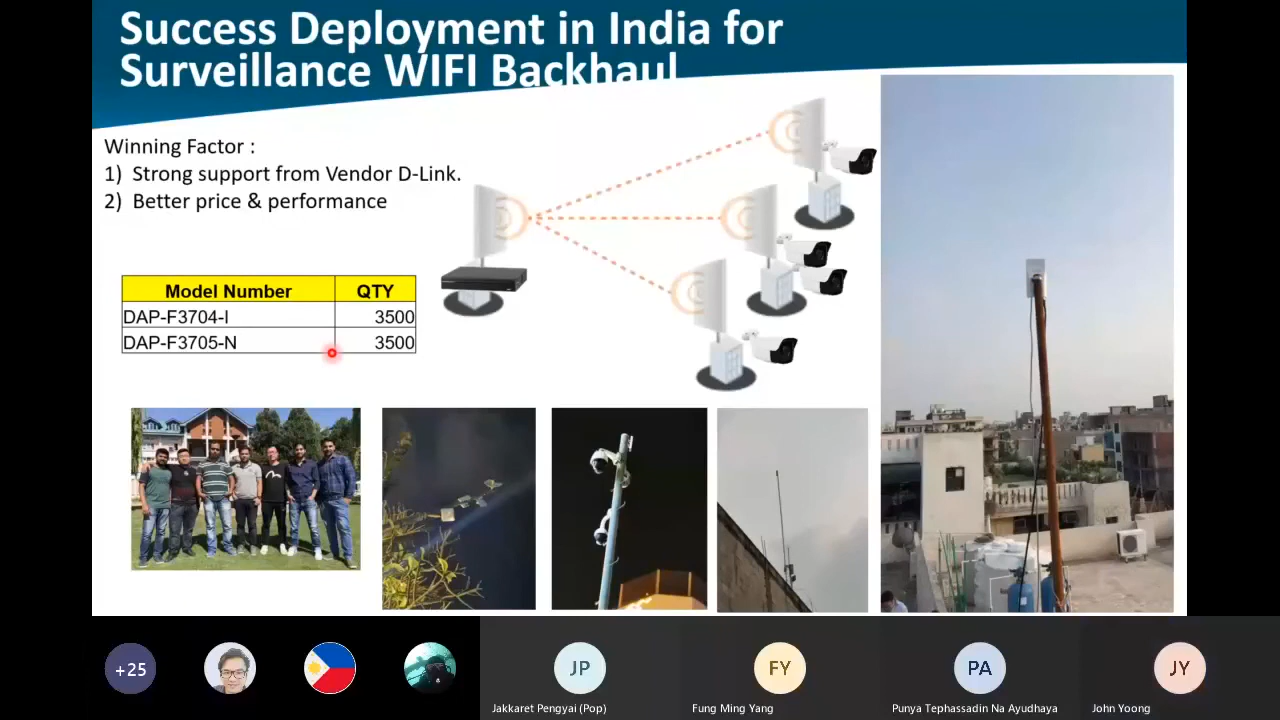 Success Deployment in India for
Surveillance WIFI Backhaul
Winning Factor :
1) Strong support from Vendor D-Link.
2) Better price & performance
Model Number QTY
DAP-F3704-I 3500
DAP-F3705-N 3500
+25
JP
FY
PA
JY
Jakkaret Pengyai (Pop)
Fung Ming Yang
Punya Tephassadin Na Ayudhaya
John Yoong